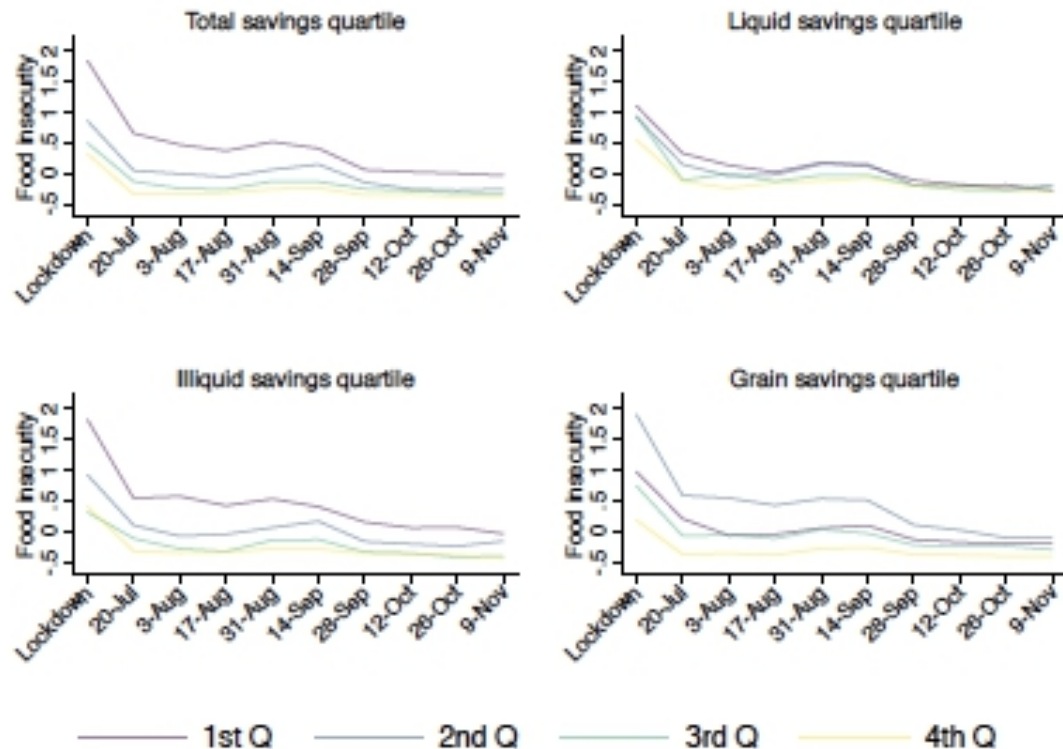 Total savings quartile
Food insecurity
2
1.5
1
.5
0
-.5
Lockdown
20-Jul
3-Aug
17-Aug
31-Aug
14-Sep
28-Sep
12-Oct
26-Oct
9-Nov
Liquid savings quartile
Food insecurity
2
1.5
1
.5
0
-.5
Lockdown
20-Jul
3-Aug
17-Aug
31-Aug
14-Sep
28-Sep
12-Oct
26-Oct
9-Nov
Illiquid savings quartile
Food insecurity
2
1.5
1
.5
0
-.5
Lockdown
20-Jul
3-Aug
17-Aug
31-Aug
14-Sep
28-Sep
12-Oct
26-Oct
9-Nov
Grain savings quartile
Food insecurity
2
1.5
1
.5
0
-.5
Lockdown
20-Jul
3-Aug
17-Aug
31-Aug
14-Sep
28-Sep
12-Oct
26-Oct
9-Nov
1st Q 2nd Q 3rd Q 4th Q